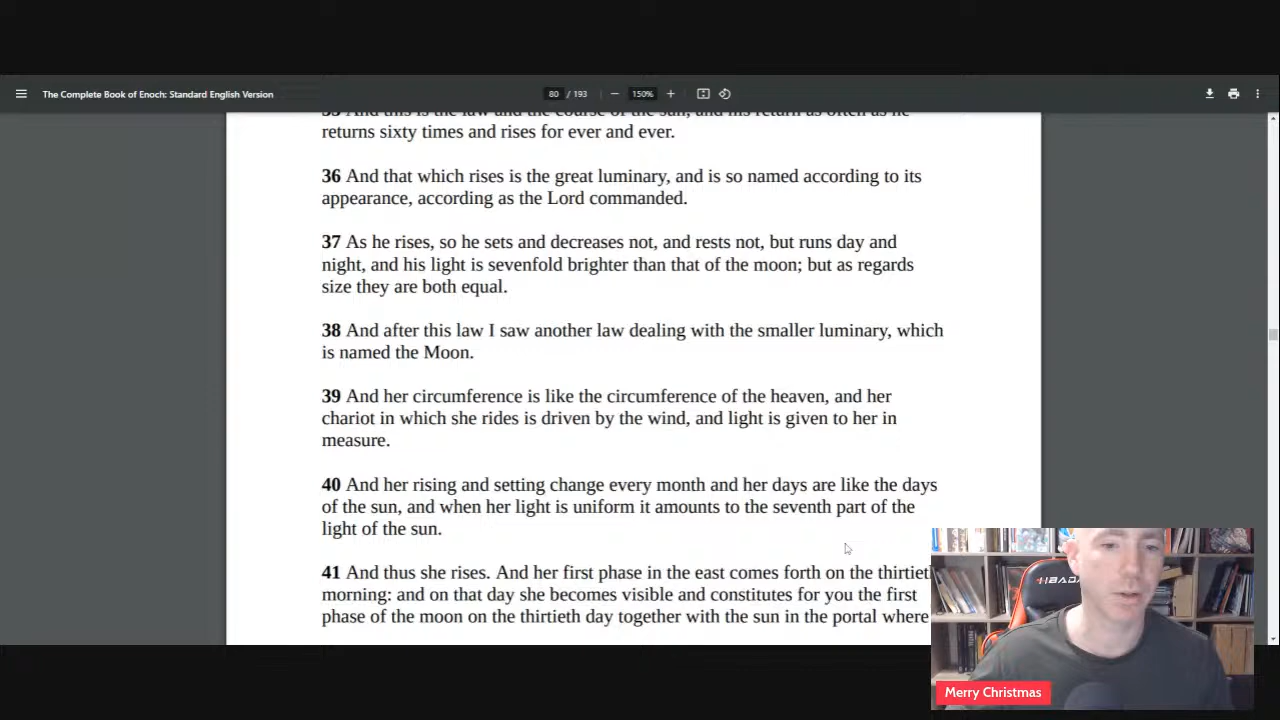 The Complete Book of Enoch: Standard English Version
80 / 193
150%
returns sixty times and rises for ever and ever.
36 And that which rises is the great luminary, and is so named according to its
appearance, according as the Lord commanded.
37 As he rises, so he sets and decreases not, and rests not, but runs day and
night, and his light is sevenfold brighter than that of the moon; but as regards
size they are both equal.
38 And after this law I saw another law dealing with the smaller luminary, which
is named the Moon.
39 And her circumference is like the circumference of the heaven, and her
chariot in which she rides is driven by the wind, and light is given to her in
measure.
40 And her rising and setting change every month and her days are like the days
of the sun, and when her light is uniform it amounts to the seventh part of the
light of the sun.
41 And thus she rises. And her first phase in the east comes forth on the
morning: and on that day she becomes visible and constitutes for you the first
phase of the moon on the thirtieth day together with the sun in the portal where
Merry Christmas